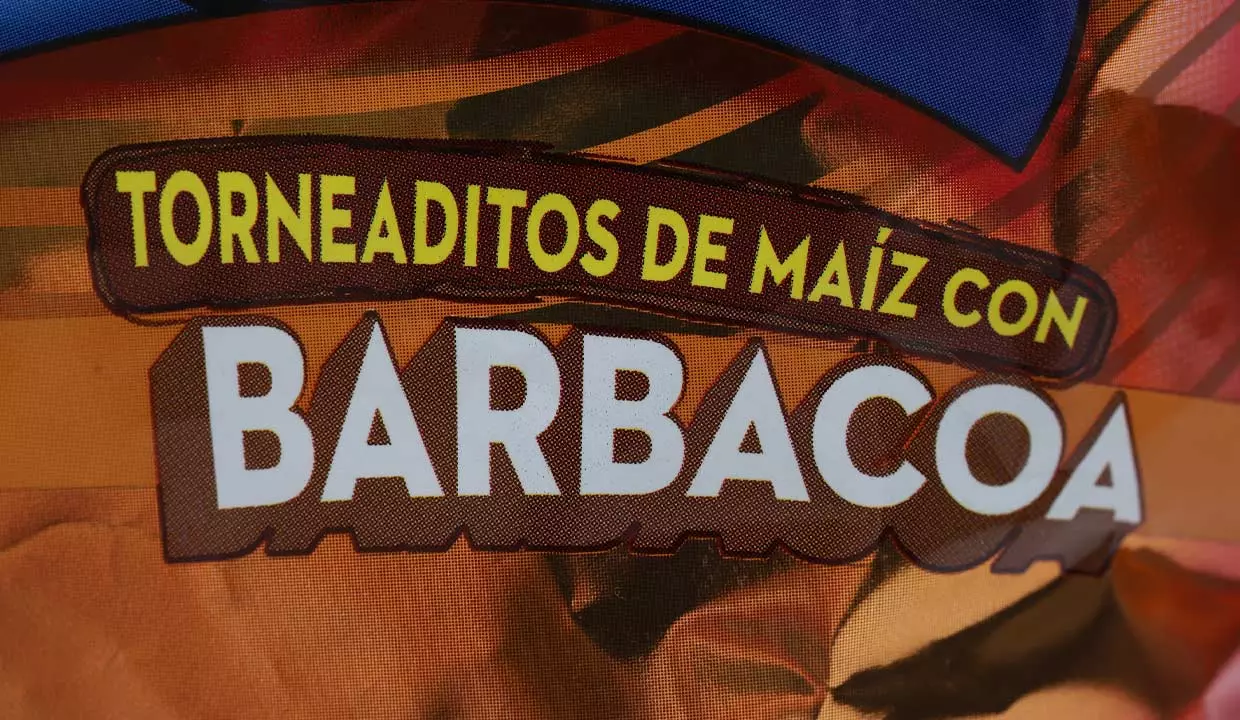 TORNEADITOS DE MAÍZ CON
BARBACOA